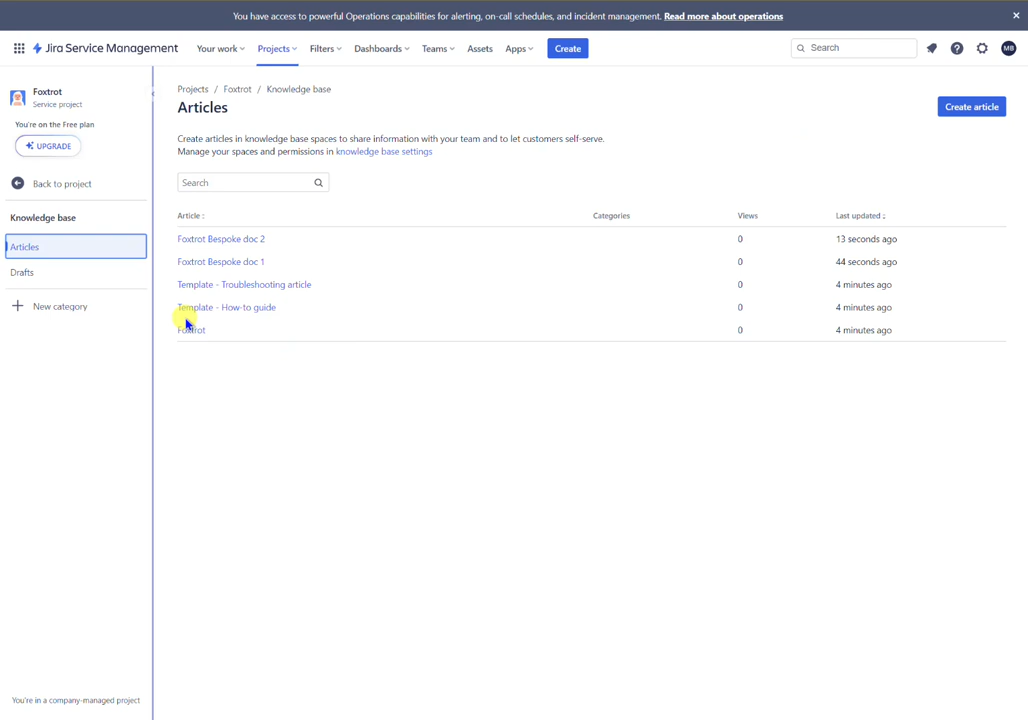 You have access to powerful Operations capabilities for alerting, on-call schedules, and incident management. Read more about operations
Jira Service Management
Your work
Projects
Filters
Dashboards
Teams
Assets
Apps
Create
Search
MB
Foxtrot
Service project
You're on the Free plan
UPGRADE
Back to project
Knowledge base
Articles
Drafts
New category
You're in a company-managed project
Projects / Foxtrot / Knowledge base
Articles
Create article
Create articles in knowledge base spaces to share information with your team and to let customers self-serve.
Manage your spaces and permissions in knowledge base settings
Search
Article Categories Views Last updated
Foxtrot Bespoke doc 2 0 13 seconds ago
Foxtrot Bespoke doc 1 0 44 seconds ago
Template - Troubleshooting article 0 4 minutes ago
Template - How-to guide 0 4 minutes ago
Foxtrot 0 4 minutes ago